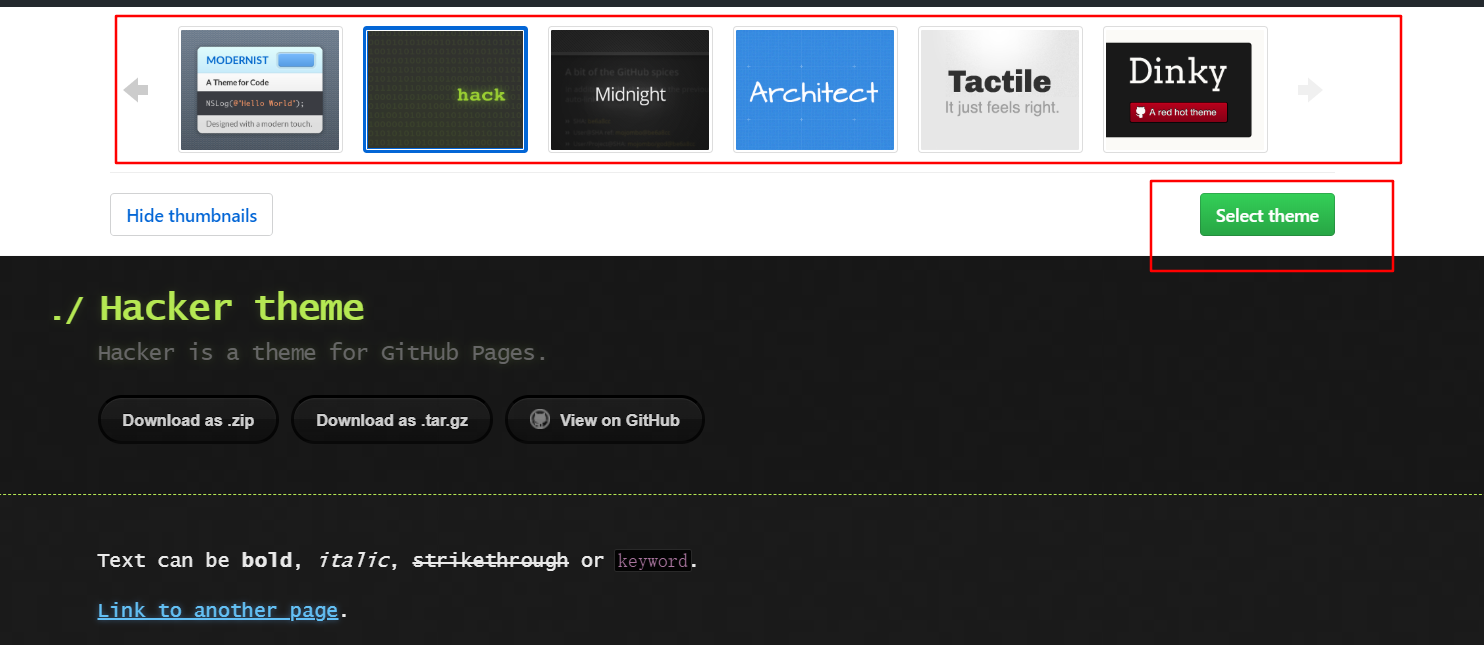 MODERNIST
A Theme for Code
NSLog(@"Hello World");
Designed with a modern touch.
hack
A bit of the GitHub spices
Midnight
Architect
Tactile
It just feels right.
Dinky
A red hot theme
Hide thumbnails
Select theme
./ Hacker theme
Hacker is a theme for GitHub Pages.
Download as .zip
Download as .tar.gz
View on GitHub
Text can be bold, italic, strikethrough or keyword.
Link to another page.